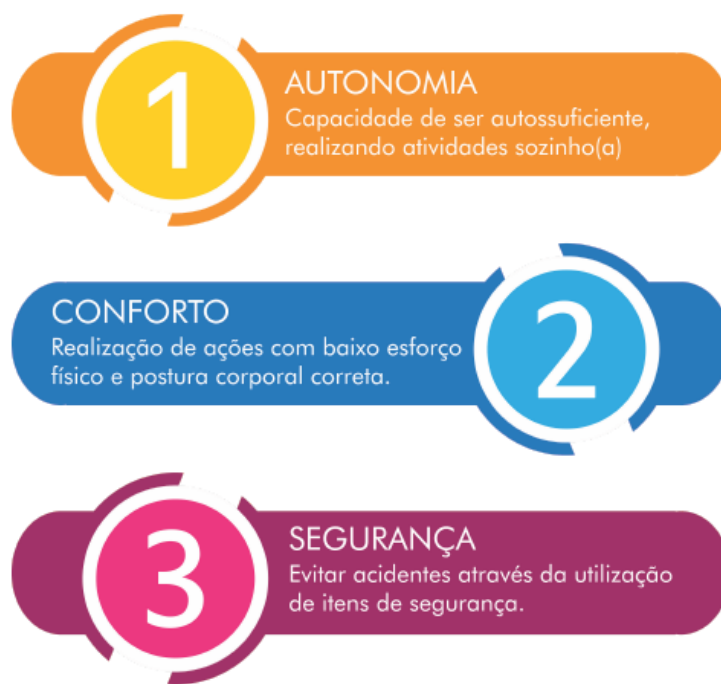 1
AUTONOMIA
Capacidade de ser autossuficiente,
realizando atividades sozinho(a)
CONFORTO
Realização de ações com baixo esforço
físico e postura corporal correta.
2
3
SEGURANÇA
Evitar acidentes através da utilização
de itens de segurança.